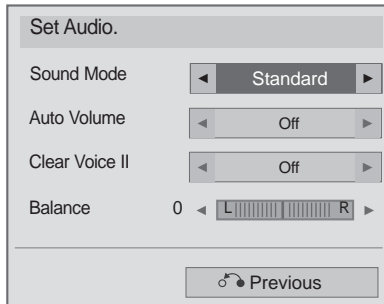 Set Audio.
Sound Mode ◄ Standard ►
Auto Volume ◄ Off ►
Clear Voice II ◄ Off ►
Balance 0 ◄ L R ►
Previous